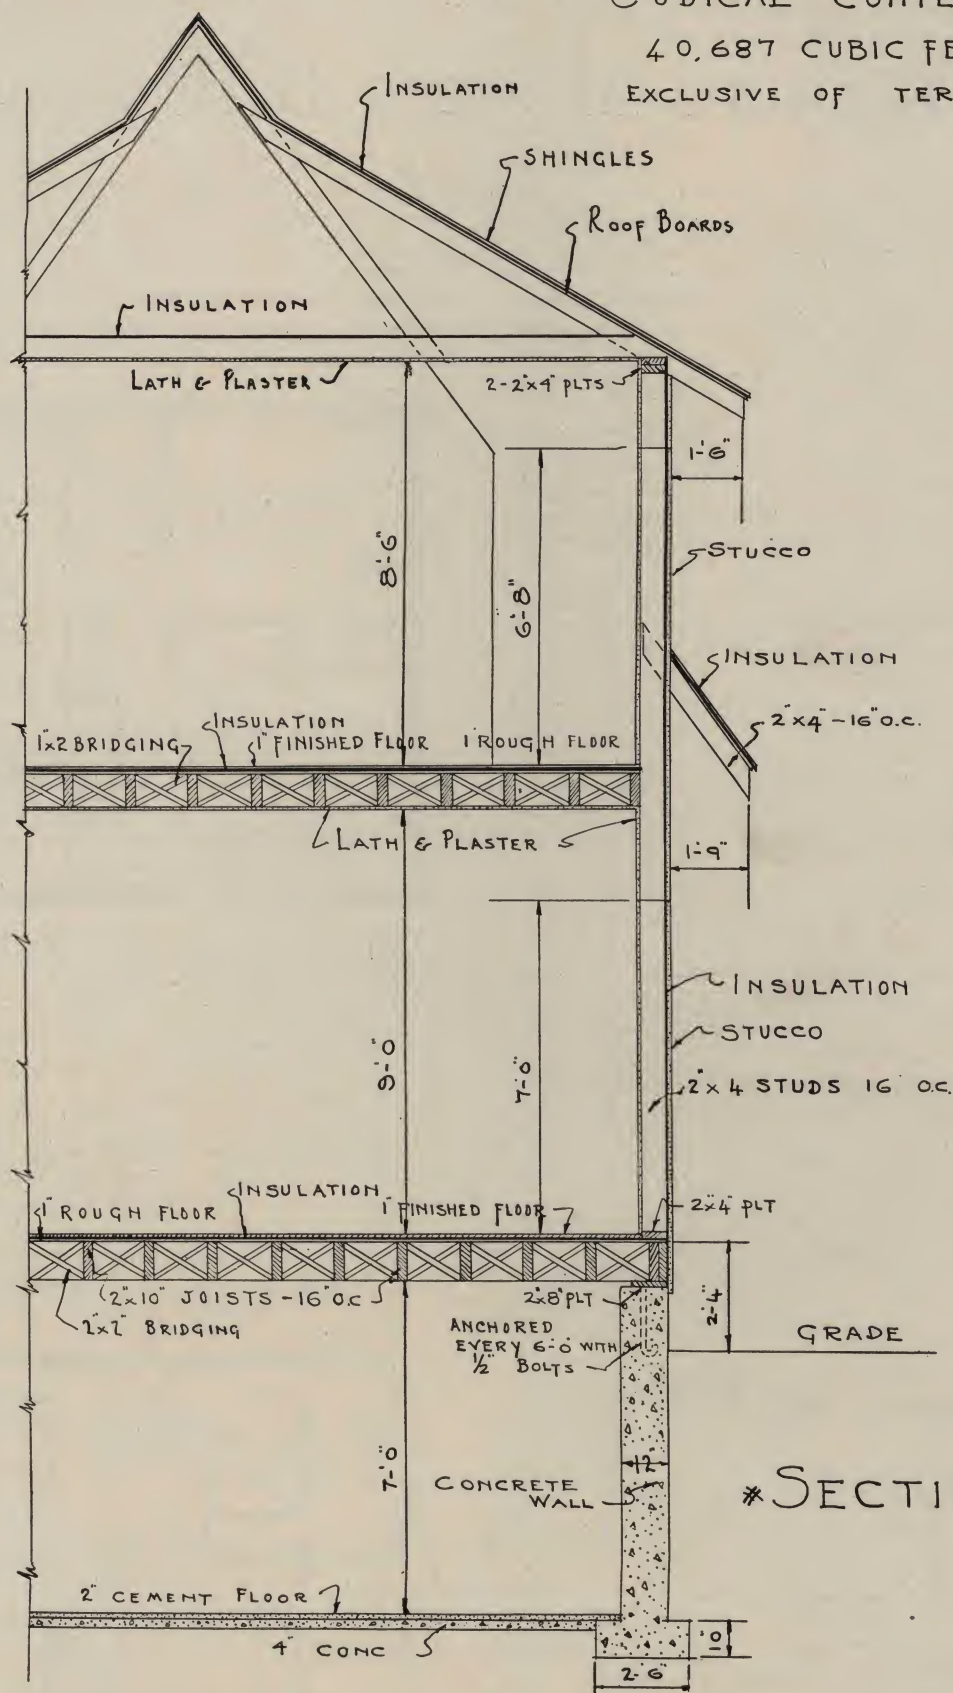 CUBICAL CONTE
40,687 CUBIC FE
EXCLUSIVE OF TER
INSULATION
SHINGLES
ROOF BOARDS
INSULATION
LATH & PLASTER
2-2"x4" PLTS
1'-6"
8'-6"
6'-8"
STUCCO
INSULATION
2"x4"-16"O.C.
INSULATION
1"x2 BRIDGING
1" FINISHED FLOOR
1" ROUGH FLOOR
LATH & PLASTER
1'-9"
9'-0"
7'-0"
INSULATION
STUCCO
2"x4 STUDS 16" O.C.
INSULATION
1" ROUGH FLOOR
1" FINISHED FLOOR
2"x4" PLT
2"x10" JOISTS-16"O.C
2"x8" PLT
2"x2" BRIDGING
2'-4"
ANCHORED
EVERY 6'-0" WITH
1/2" BOLTS
GRADE
7'-0"
12"
CONCRETE
WALL
*SECTI
2" CEMENT FLOOR
4" CONC
2'-6"